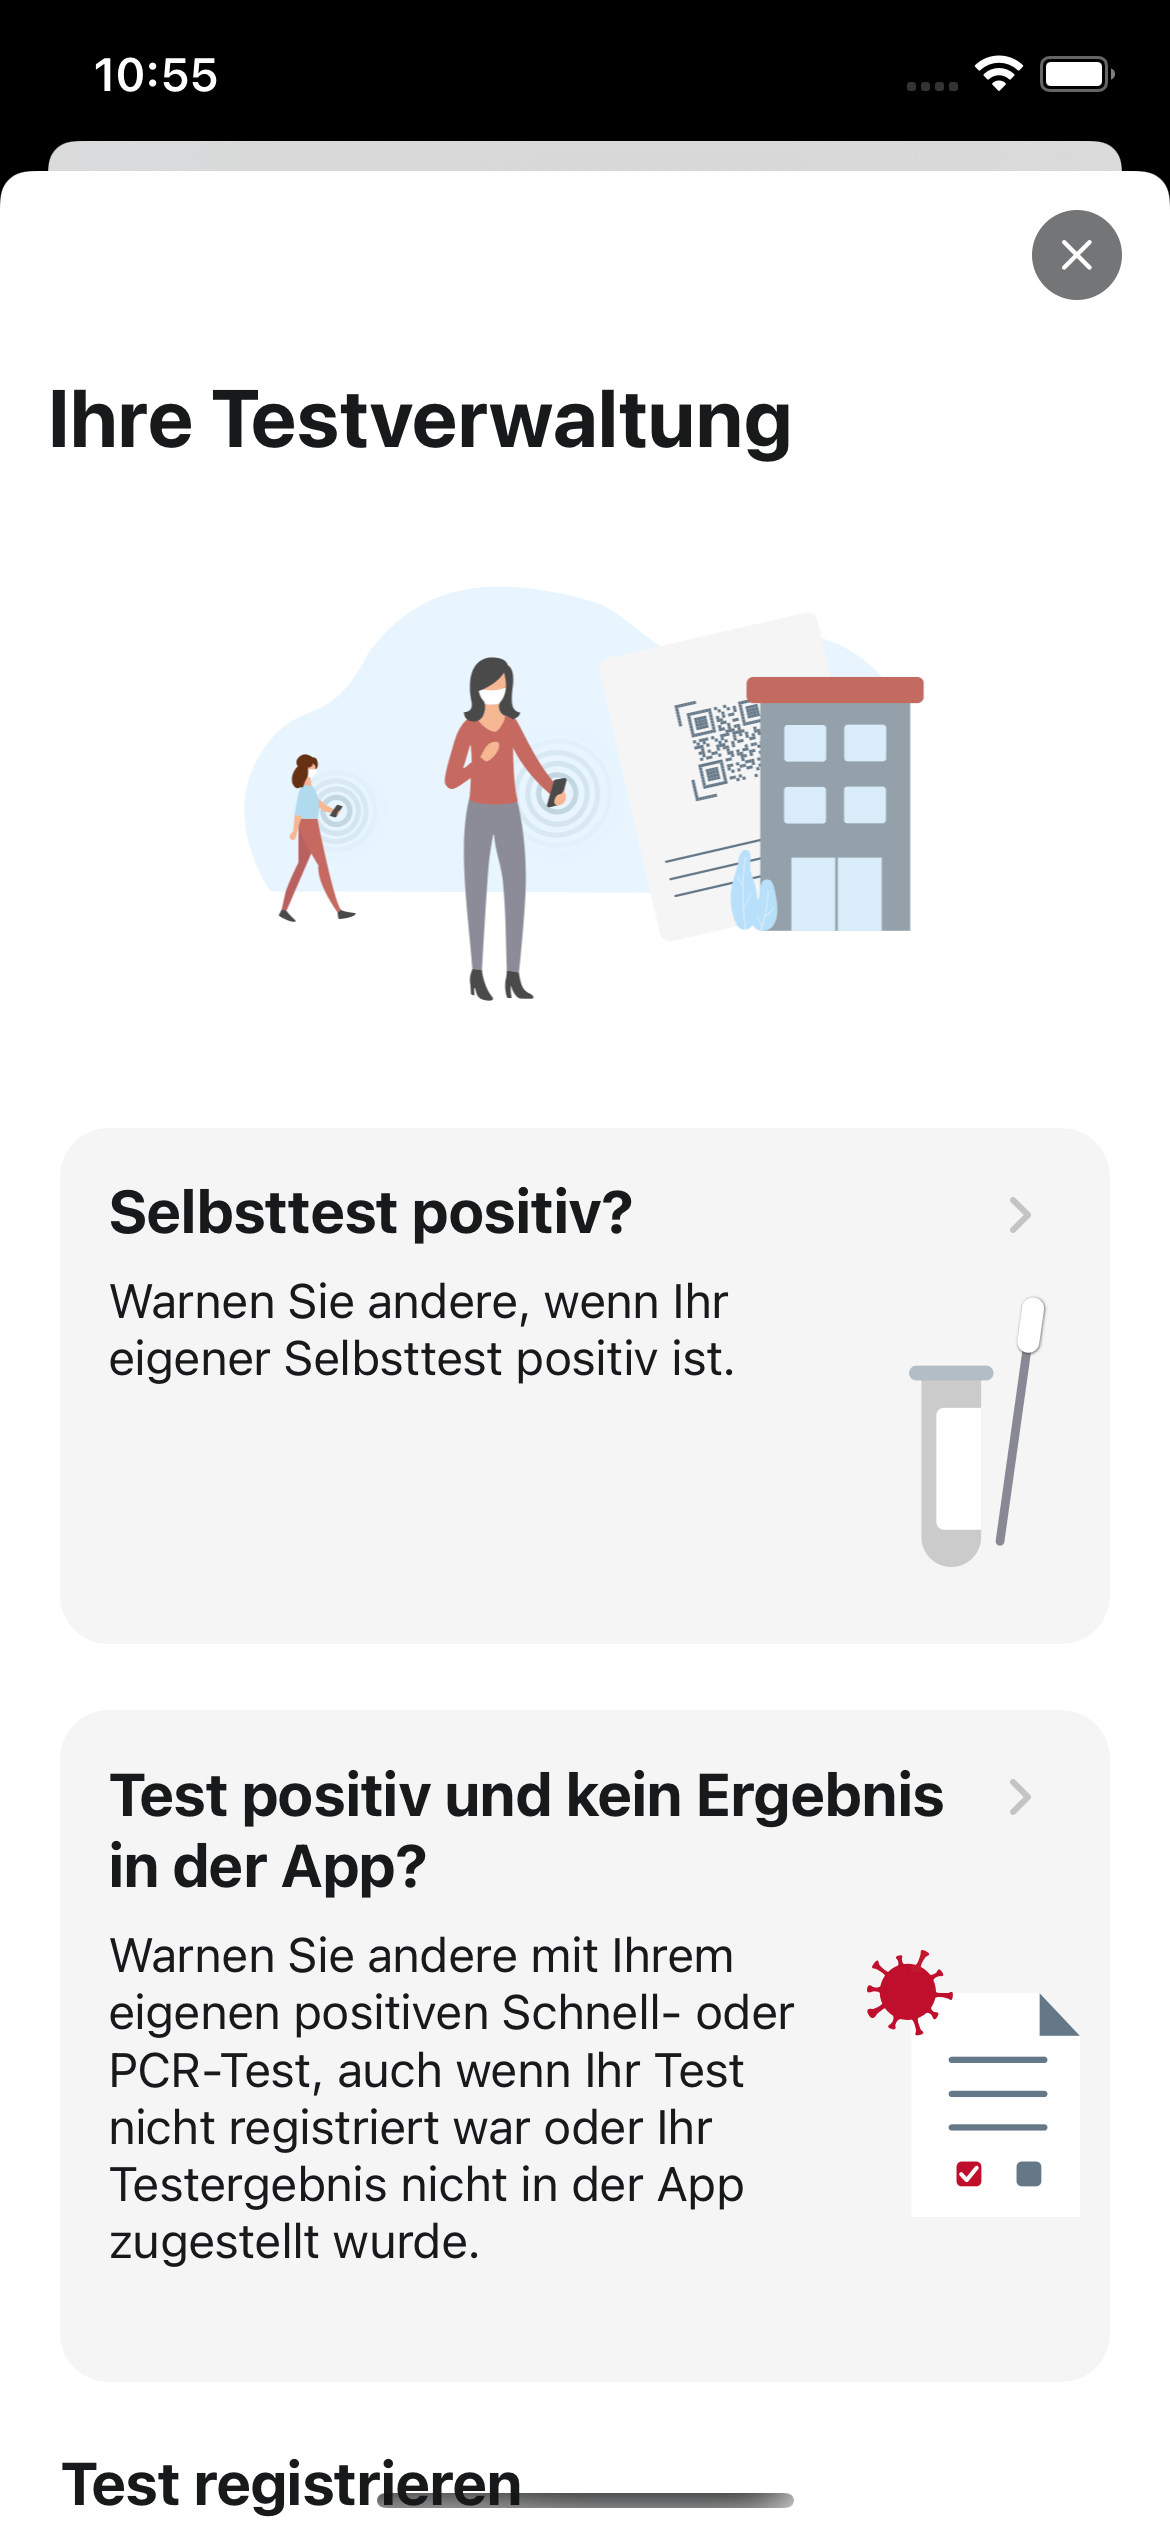 10:55
Ihre Testverwaltung
Selbsttest positiv?
Warnen Sie andere, wenn Ihr
eigener Selbsttest positiv ist.
Test positiv und kein Ergebnis
in der App?
Warnen Sie andere mit Ihrem
eigenen positiven Schnell- oder
PCR-Test, auch wenn Ihr Test
nicht registriert war oder Ihr
Testergebnis nicht in der App
zugestellt wurde.
Test registrieren